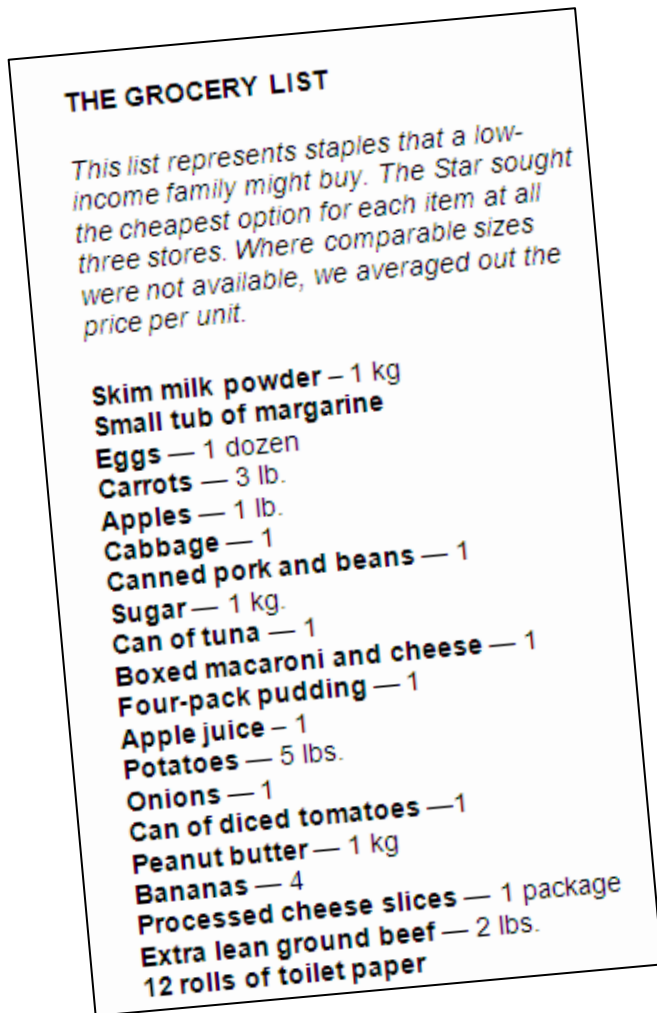 THE GROCERY LIST
This list represents staples that a low-
income family might buy. The Star sought
the cheapest option for each item at all
three stores. Where comparable sizes
were not available, we averaged out the
price per unit.
Skim milk powder – 1 kg
Small tub of margarine
Eggs — 1 dozen
Carrots — 3 lb.
Apples — 1 lb.
Cabbage — 1
Canned pork and beans — 1
Sugar — 1 kg.
Can of tuna — 1
Boxed macaroni and cheese — 1
Four-pack pudding — 1
Apple juice – 1
Potatoes — 5 lbs.
Onions — 1
Can of diced tomatoes —1
Peanut butter — 1 kg
Bananas — 4
Processed cheese slices — 1 package
Extra lean ground beef — 2 lbs.
12 rolls of toilet paper